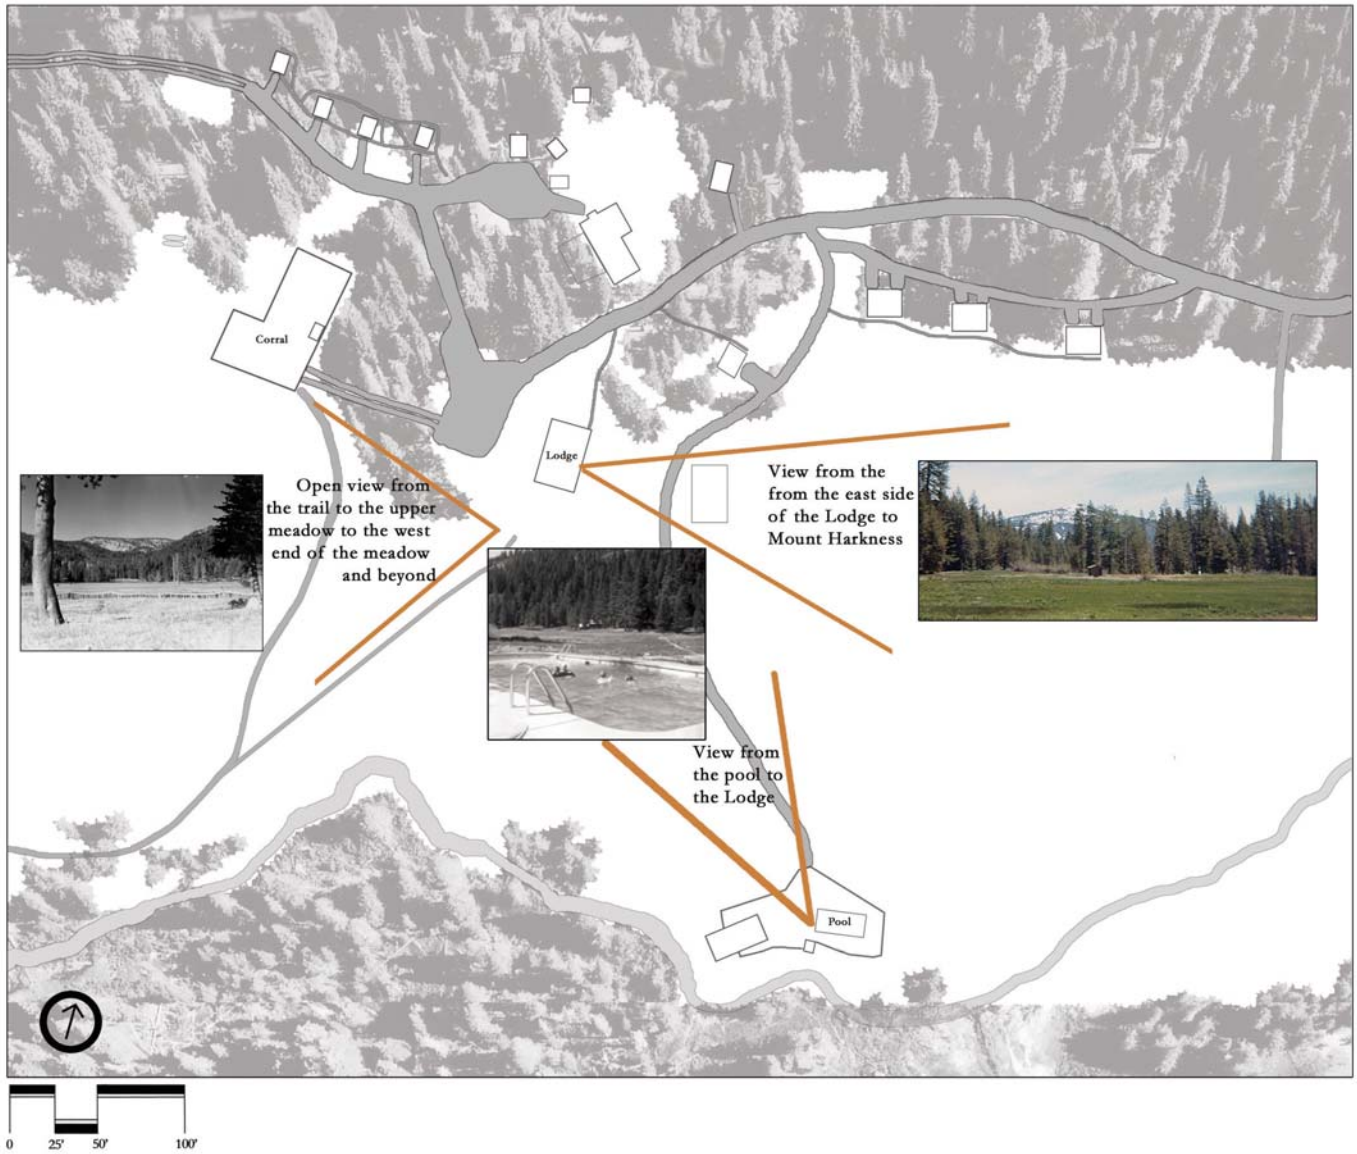 Corral
Lodge
Open view from
the trail to the upper
meadow to the west
end of the meadow
and beyond
View from the
from the east side
of the Lodge to
Mount Harkness
View from
the pool to
the Lodge
Pool
0 25' 50' 100'